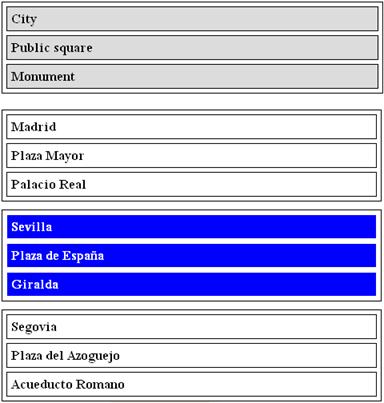 City
Public square
Monument
Madrid
Plaza Mayor
Palacio Real
Sevilla
Plaza de España
Giralda
Segovia
Plaza del Azoguejo
Acueducto Romano